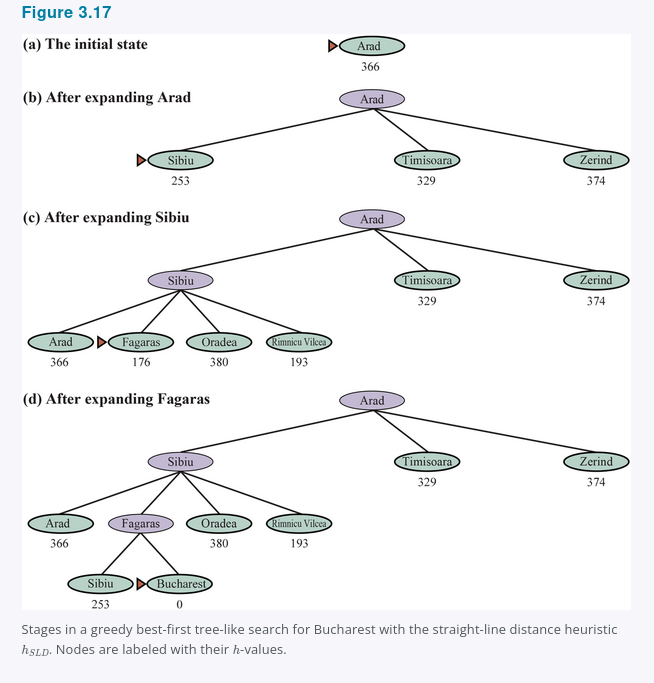 Figure 3.17
(a) The initial state
Arad
366
(b) After expanding Arad
Arad
Sibiu Timisoara Zerind
253 329 374
(c) After expanding Sibiu
Arad
Sibiu Timisoara Zerind
329 374
Arad Fagaras Oradea Rimnicu Vilcea
366 176 380 193
(d) After expanding Fagaras
Arad
Sibiu Timisoara Zerind
329 374
Arad Fagaras Oradea Rimnicu Vilcea
366 380 193
Sibiu Bucharest
253 0
Stages in a greedy best-first tree-like search for Bucharest with the straight-line distance heuristic
hSLD. Nodes are labeled with their h-values.